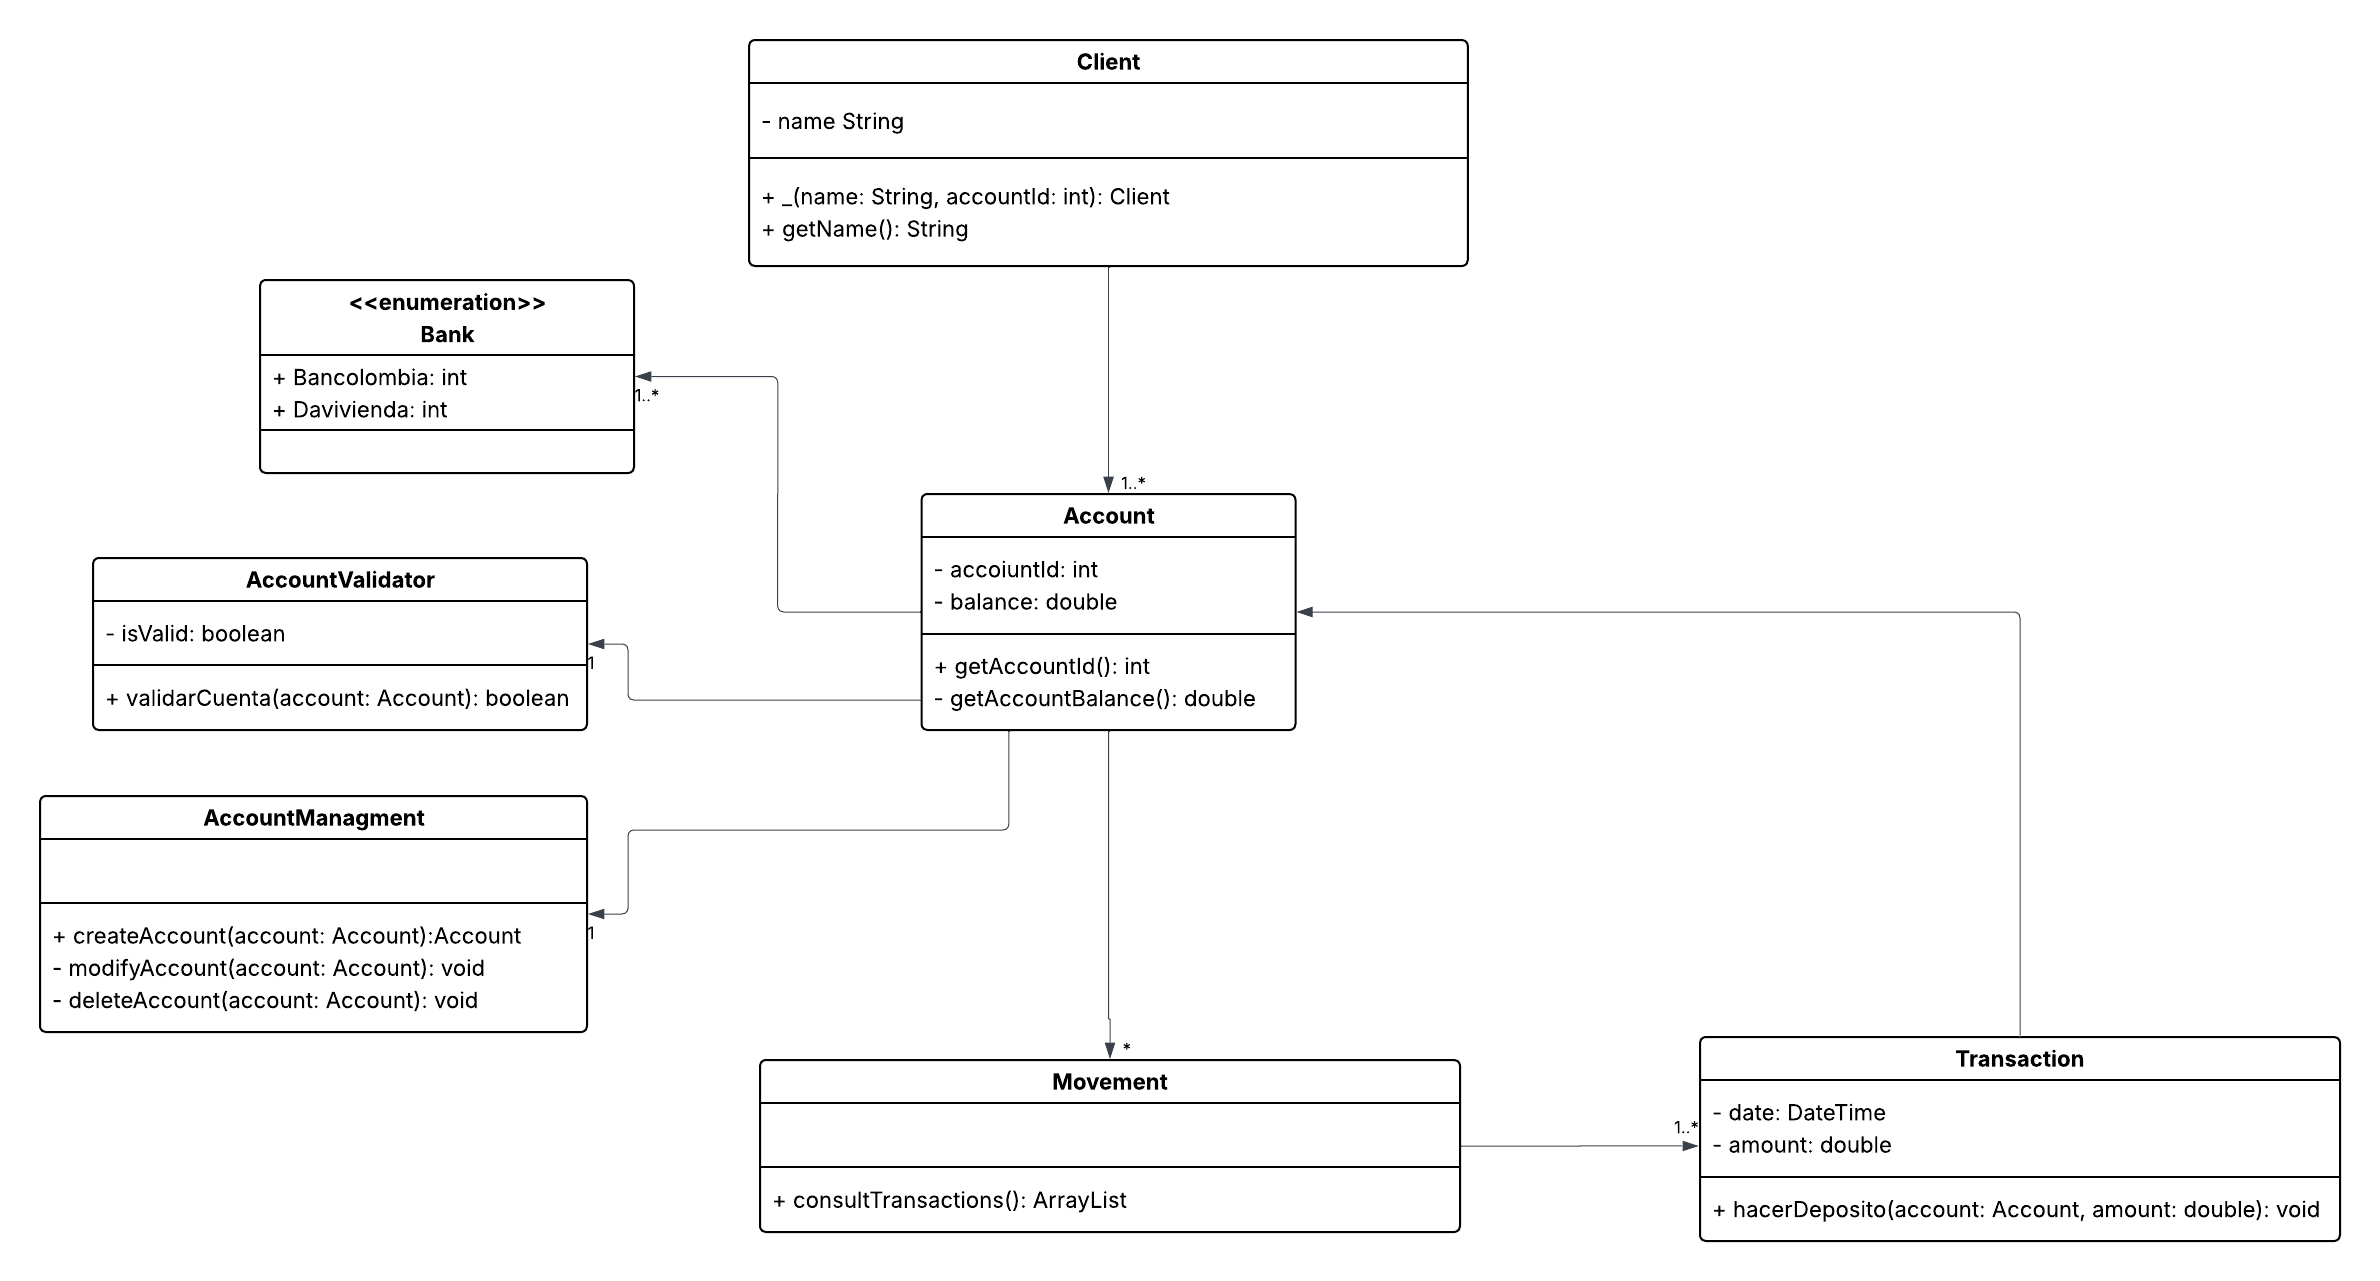 Client
- name String
+ _(name: String, accountId: int): Client
+ getName(): String
<<enumeration>>
Bank
+ Bancolombia: int
+ Davivienda: int
1..*
1..*
Account
- accoiuntId: int
- balance: double
+ getAccountId(): int
- getAccountBalance(): double
AccountValidator
- isValid: boolean
+ validarCuenta(account: Account): boolean
1
AccountManagment
+ createAccount(account: Account):Account
- modifyAccount(account: Account): void
- deleteAccount(account: Account): void
1
*
Movement
+ consultTransactions(): ArrayList
1..*
Transaction
- date: DateTime
- amount: double
+ hacerDeposito(account: Account, amount: double): void